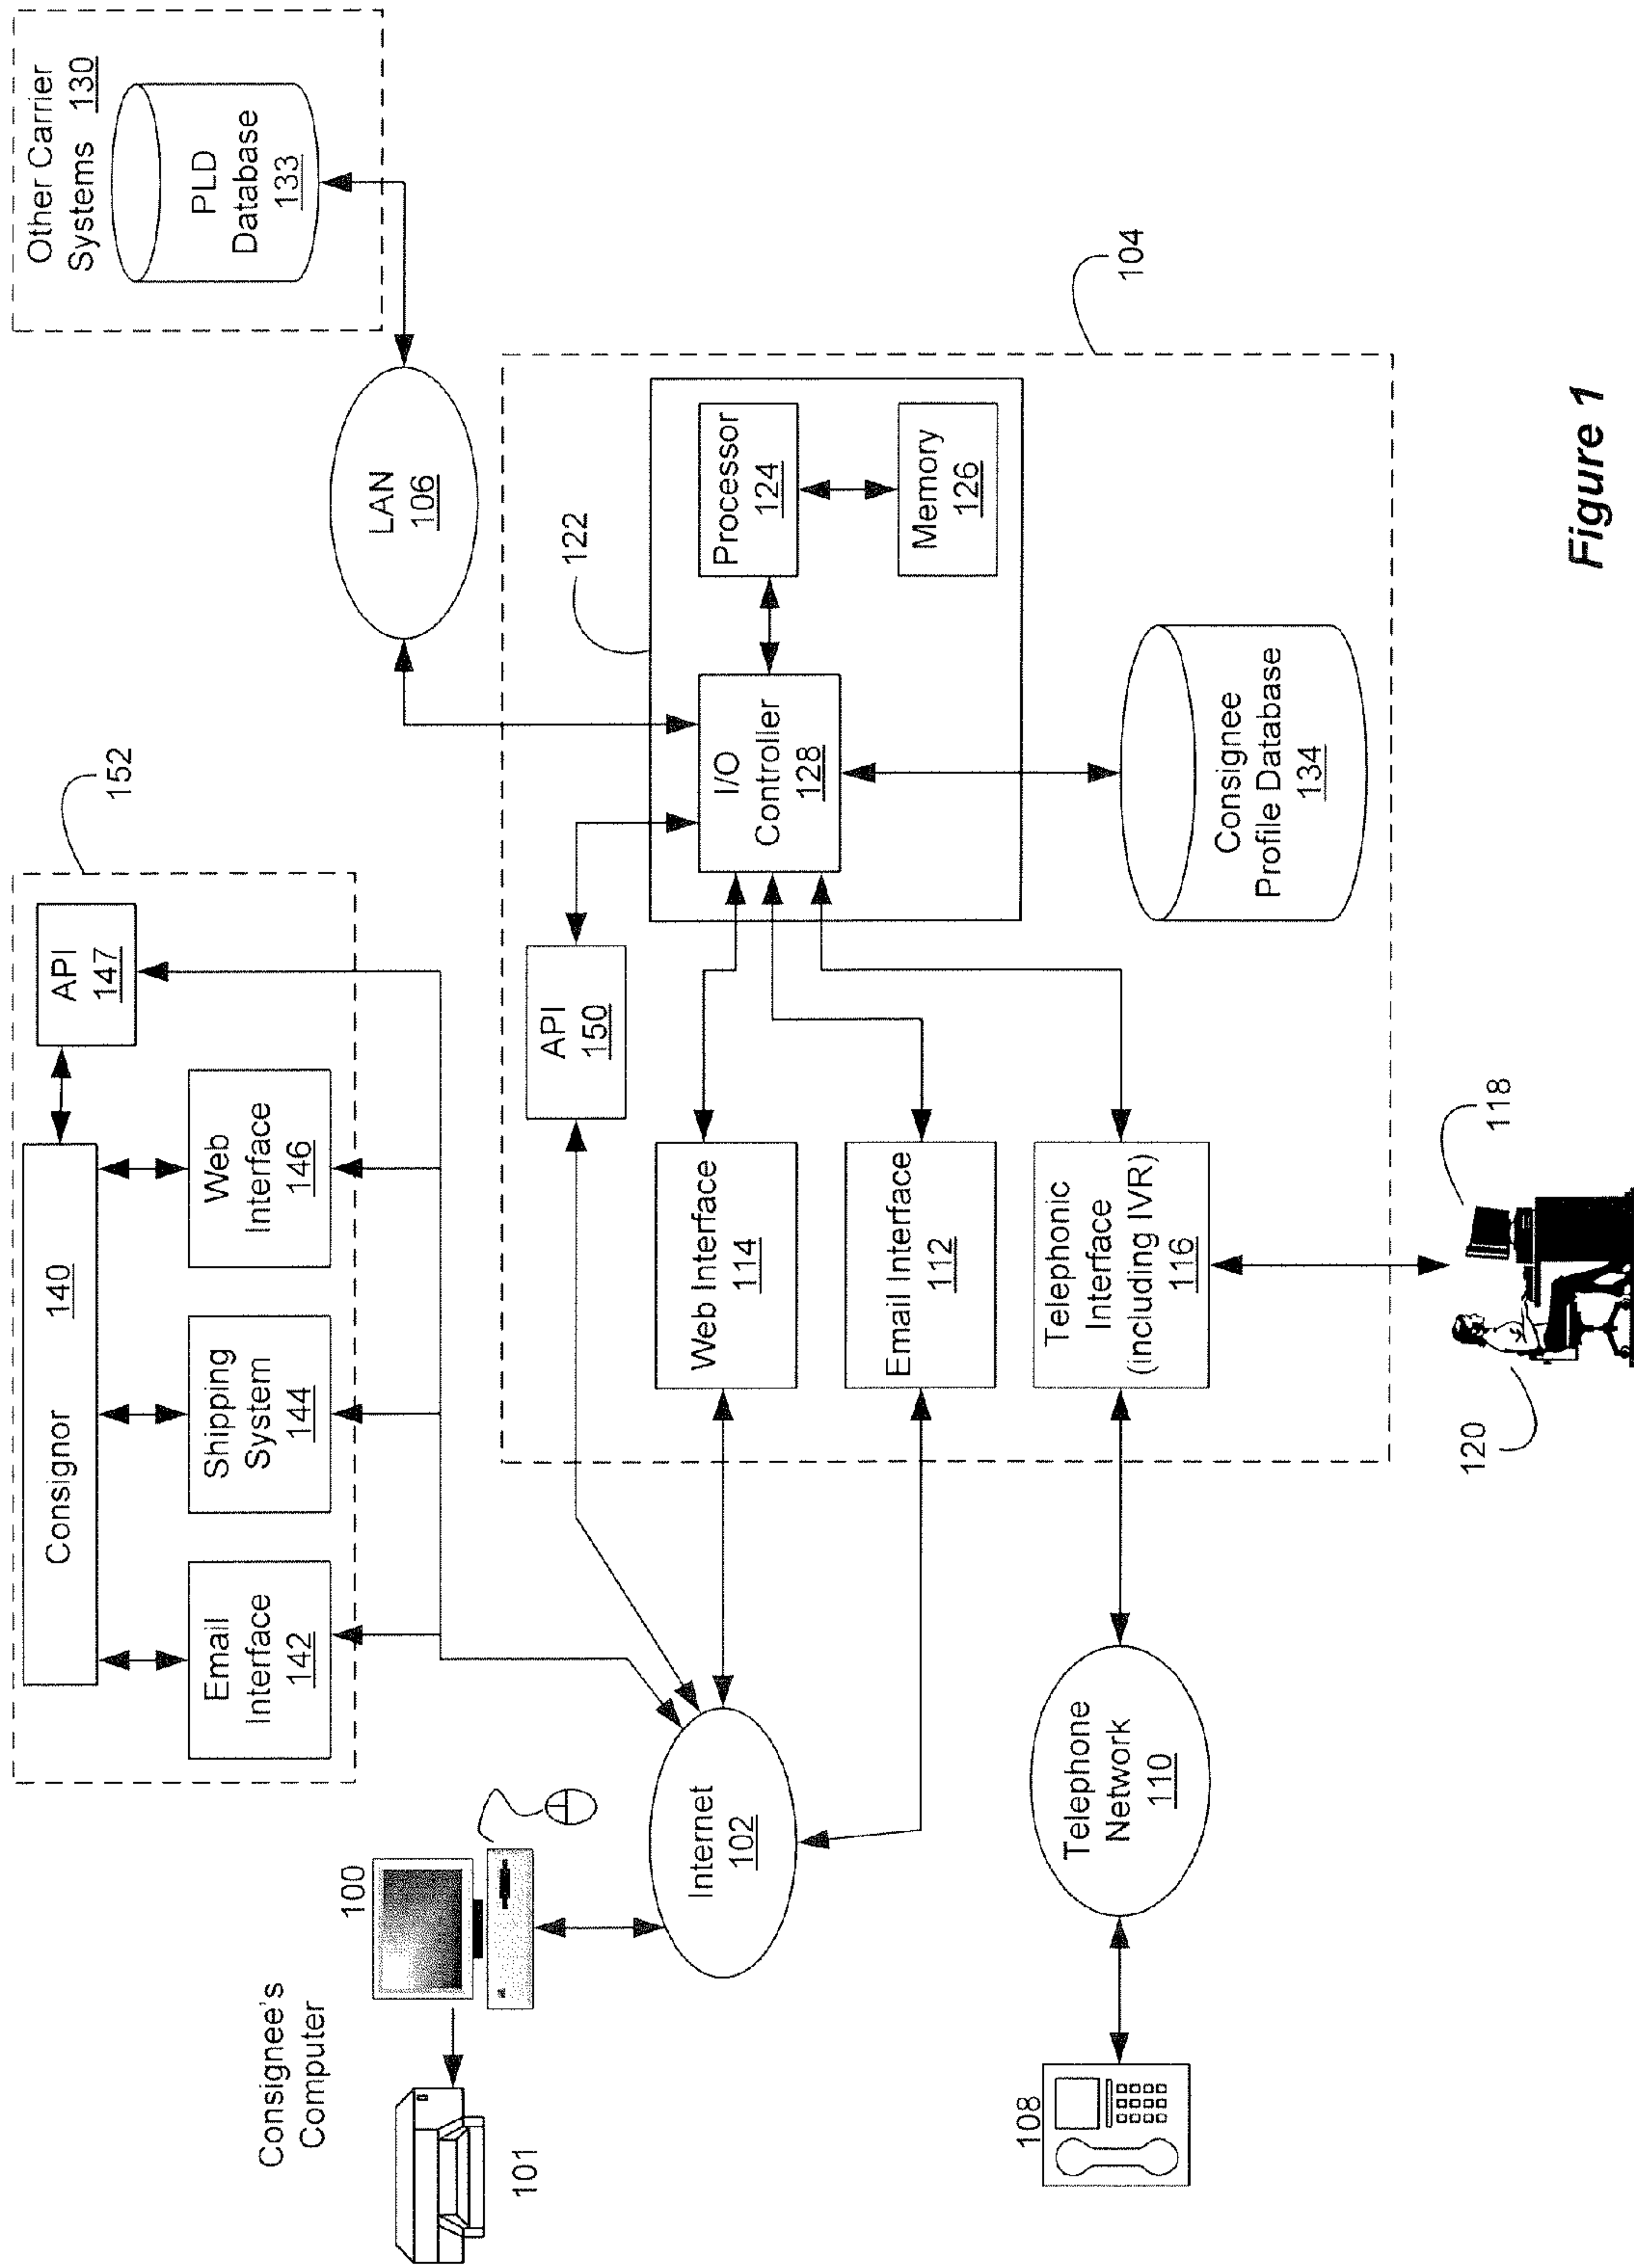 Consignee's
Computer
100
101
108
Internet
102
Telephone
Network
110
152
Consignor 140
Email
Interface
142
Shipping
System
144
Web
Interface
146
API
147
Other Carrier
Systems 130
PLD
Database
133
LAN
106
104
122
API
150
Web Interface
114
Email Interface
112
Telephonic
Interface
(including IVR)
116
I/O
Controller
128
Processor
124
Memory
126
Consignee
Profile Database
134
118
120
Figure 1